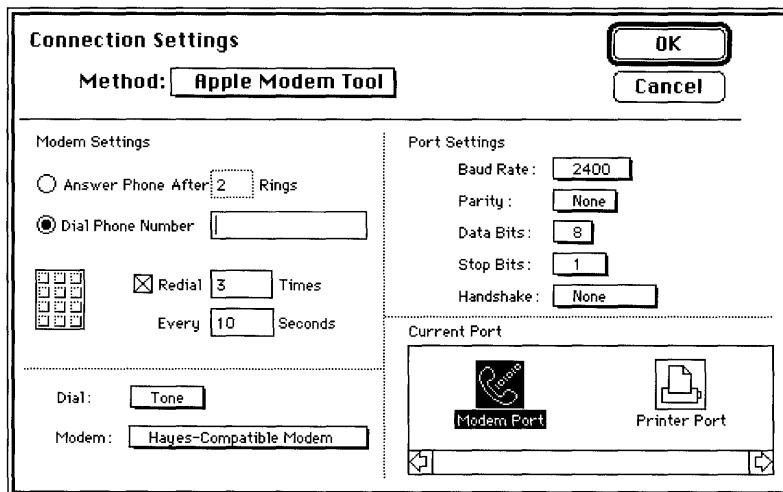 Connection Settings
OK
Method: Apple Modem Tool
Cancel
Modem Settings
Answer Phone After 2 Rings
Dial Phone Number
Redial 3 Times
Every 10 Seconds
Dial: Tone
Modem: Hayes-Compatible Modem
Port Settings
Baud Rate: 2400
Parity: None
Data Bits: 8
Stop Bits: 1
Handshake: None
Current Port
Modem Port
Printer Port